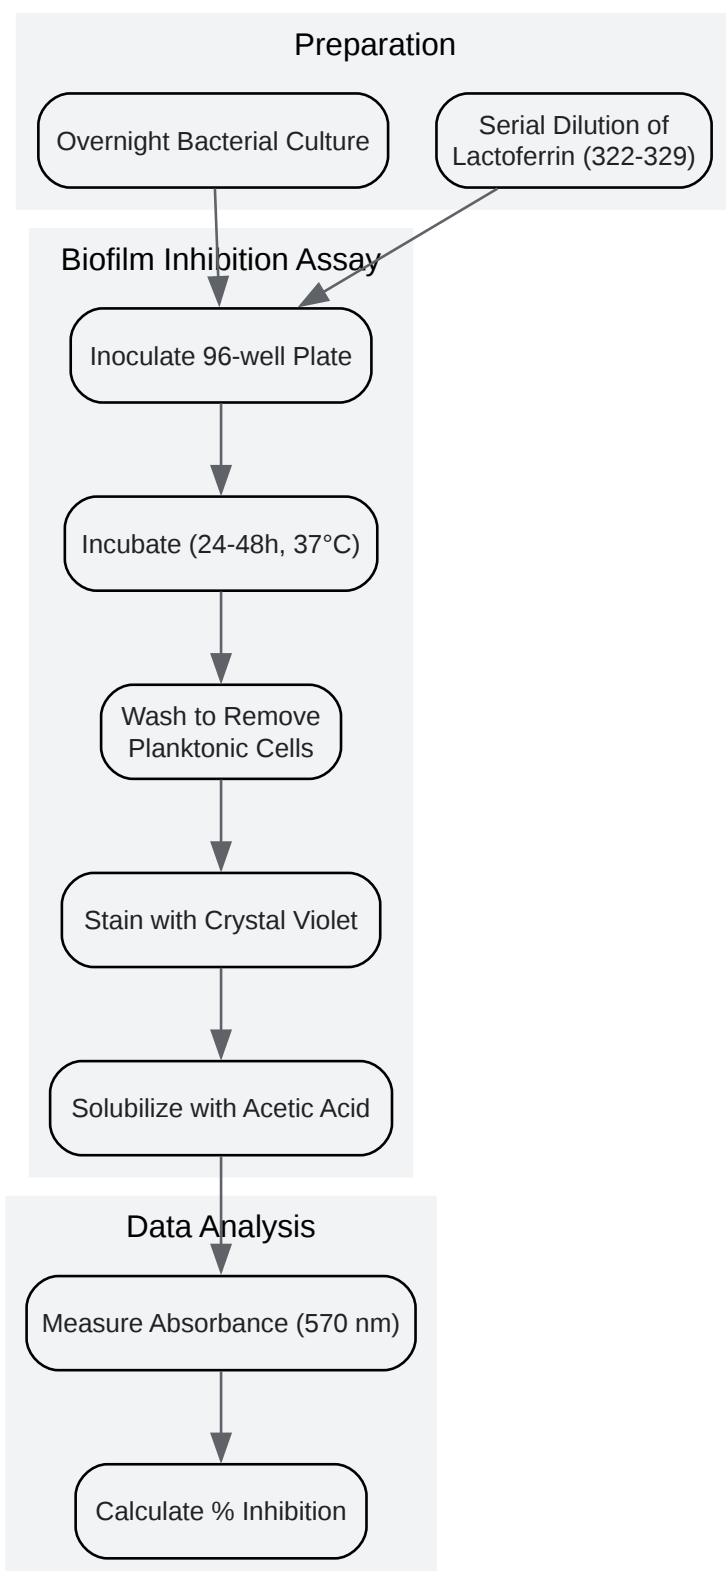 Preparation
Overnight Bacterial Culture
Serial Dilution of
Lactoferrin (322-329)
Biofilm Inhibition Assay
Inoculate 96-well Plate
Incubate (24-48h, 37°C)
Wash to Remove
Planktonic Cells
Stain with Crystal Violet
Solubilize with Acetic Acid
Data Analysis
Measure Absorbance (570 nm)
Calculate % Inhibition